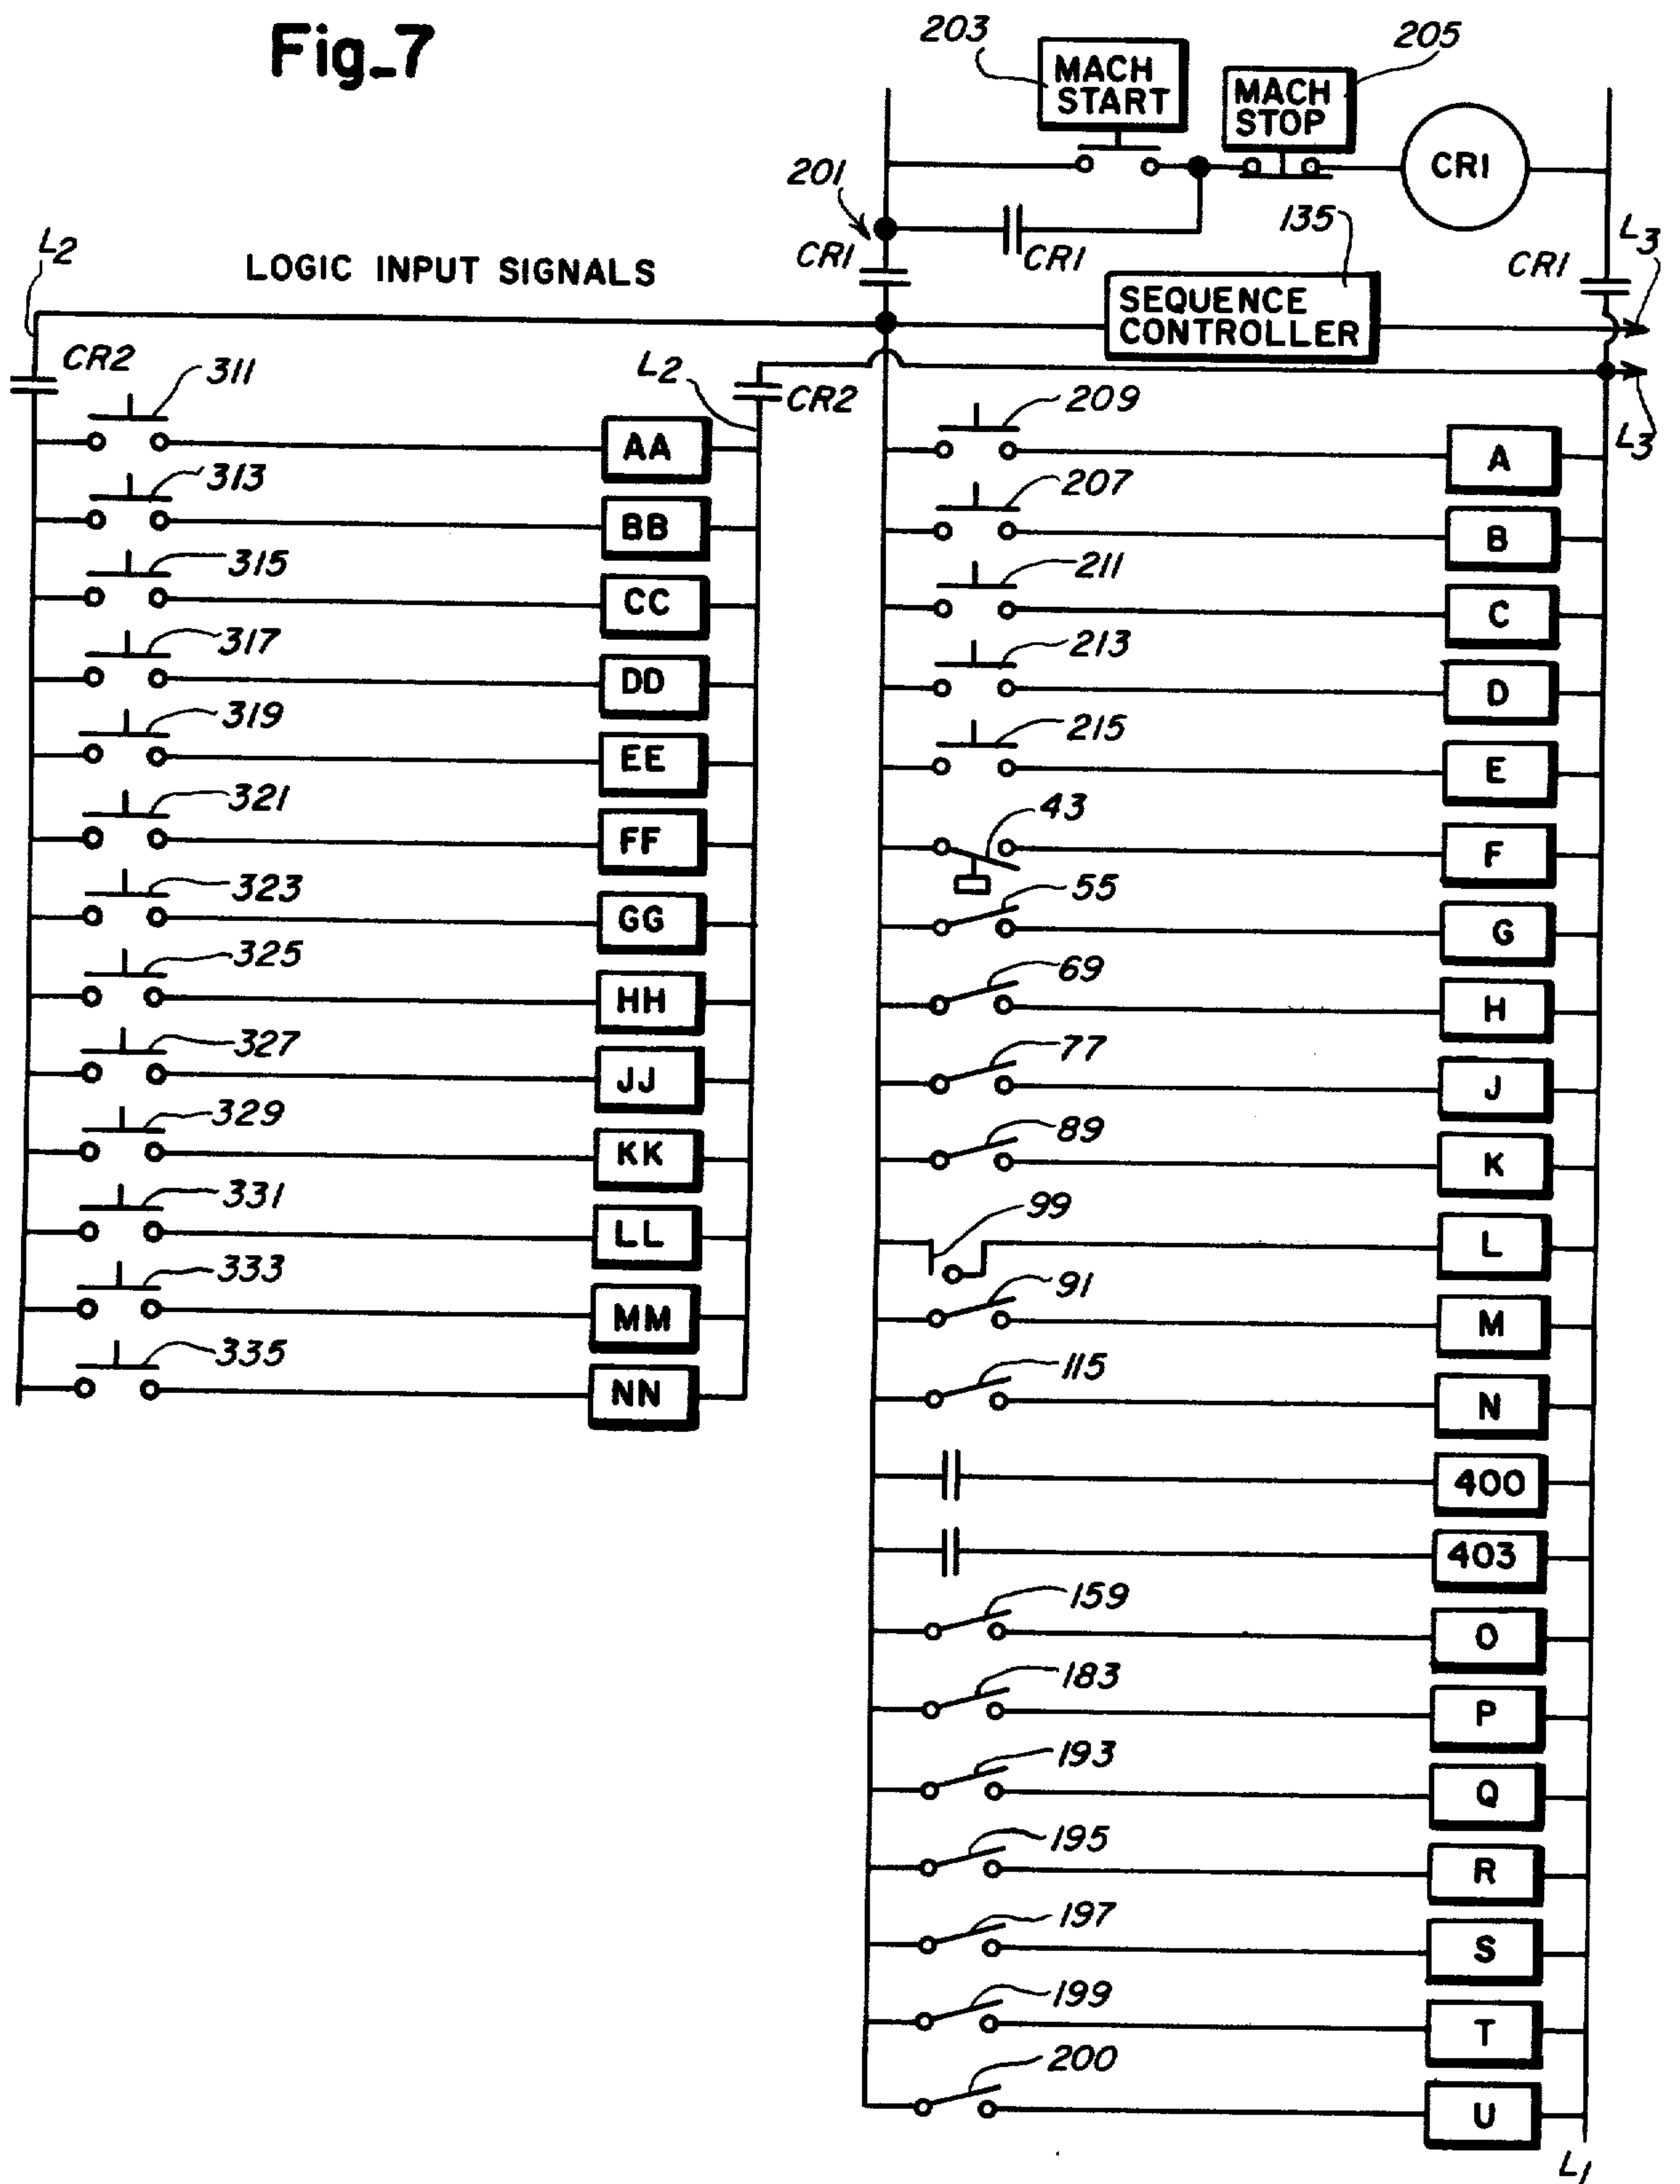 Fig_7
203
MACH
START
205
MACH
STOP
CR1
201
CR1
CR1
135
L3
CR1
L2
LOGIC INPUT SIGNALS
SEQUENCE
CONTROLLER
CR2
L2
CR2
L3
311
AA
313
BB
315
CC
317
DD
319
EE
321
FF
323
GG
325
HH
327
JJ
329
KK
331
LL
333
MM
335
NN
209
A
207
B
211
C
213
D
215
E
43
F
55
G
69
H
77
J
89
K
99
L
91
M
115
N
400
403
159
O
183
P
193
Q
195
R
197
S
199
T
200
U
L1